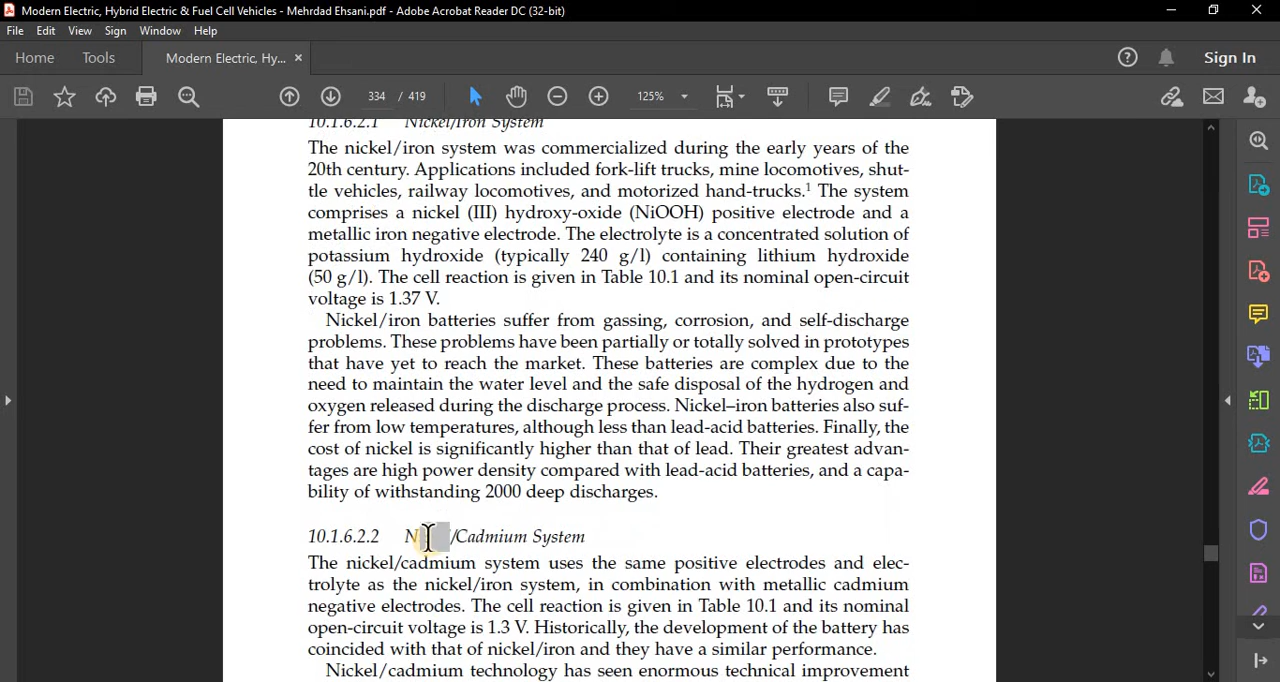 Modern Electric, Hybrid Electric & Fuel Cell Vehicles - Mehrdad Ehsani.pdf - Adobe Acrobat Reader DC (32-bit)
File Edit View Sign Window Help
Home Tools Modern Electric, Hy... × Sign In
334 / 419 125%
10.1.6.2.1 Nickel/Iron System
The nickel/iron system was commercialized during the early years of the
20th century. Applications included fork-lift trucks, mine locomotives, shut-
tle vehicles, railway locomotives, and motorized hand-trucks.¹ The system
comprises a nickel (III) hydroxy-oxide (NiOOH) positive electrode and a
metallic iron negative electrode. The electrolyte is a concentrated solution of
potassium hydroxide (typically 240 g/l) containing lithium hydroxide
(50 g/l). The cell reaction is given in Table 10.1 and its nominal open-circuit
voltage is 1.37 V.
Nickel/iron batteries suffer from gassing, corrosion, and self-discharge
problems. These problems have been partially or totally solved in prototypes
that have yet to reach the market. These batteries are complex due to the
need to maintain the water level and the safe disposal of the hydrogen and
oxygen released during the discharge process. Nickel–iron batteries also suf-
fer from low temperatures, although less than lead-acid batteries. Finally, the
cost of nickel is significantly higher than that of lead. Their greatest advan-
tages are high power density compared with lead-acid batteries, and a capa-
bility of withstanding 2000 deep discharges.
10.1.6.2.2 /Cadmium System
The nickel/cadmium system uses the same positive electrodes and elec-
trolyte as the nickel/iron system, in combination with metallic cadmium
negative electrodes. The cell reaction is given in Table 10.1 and its nominal
open-circuit voltage is 1.3 V. Historically, the development of the battery has
coincided with that of nickel/iron and they have a similar performance.
Nickel/cadmium technology has seen enormous technical improvement